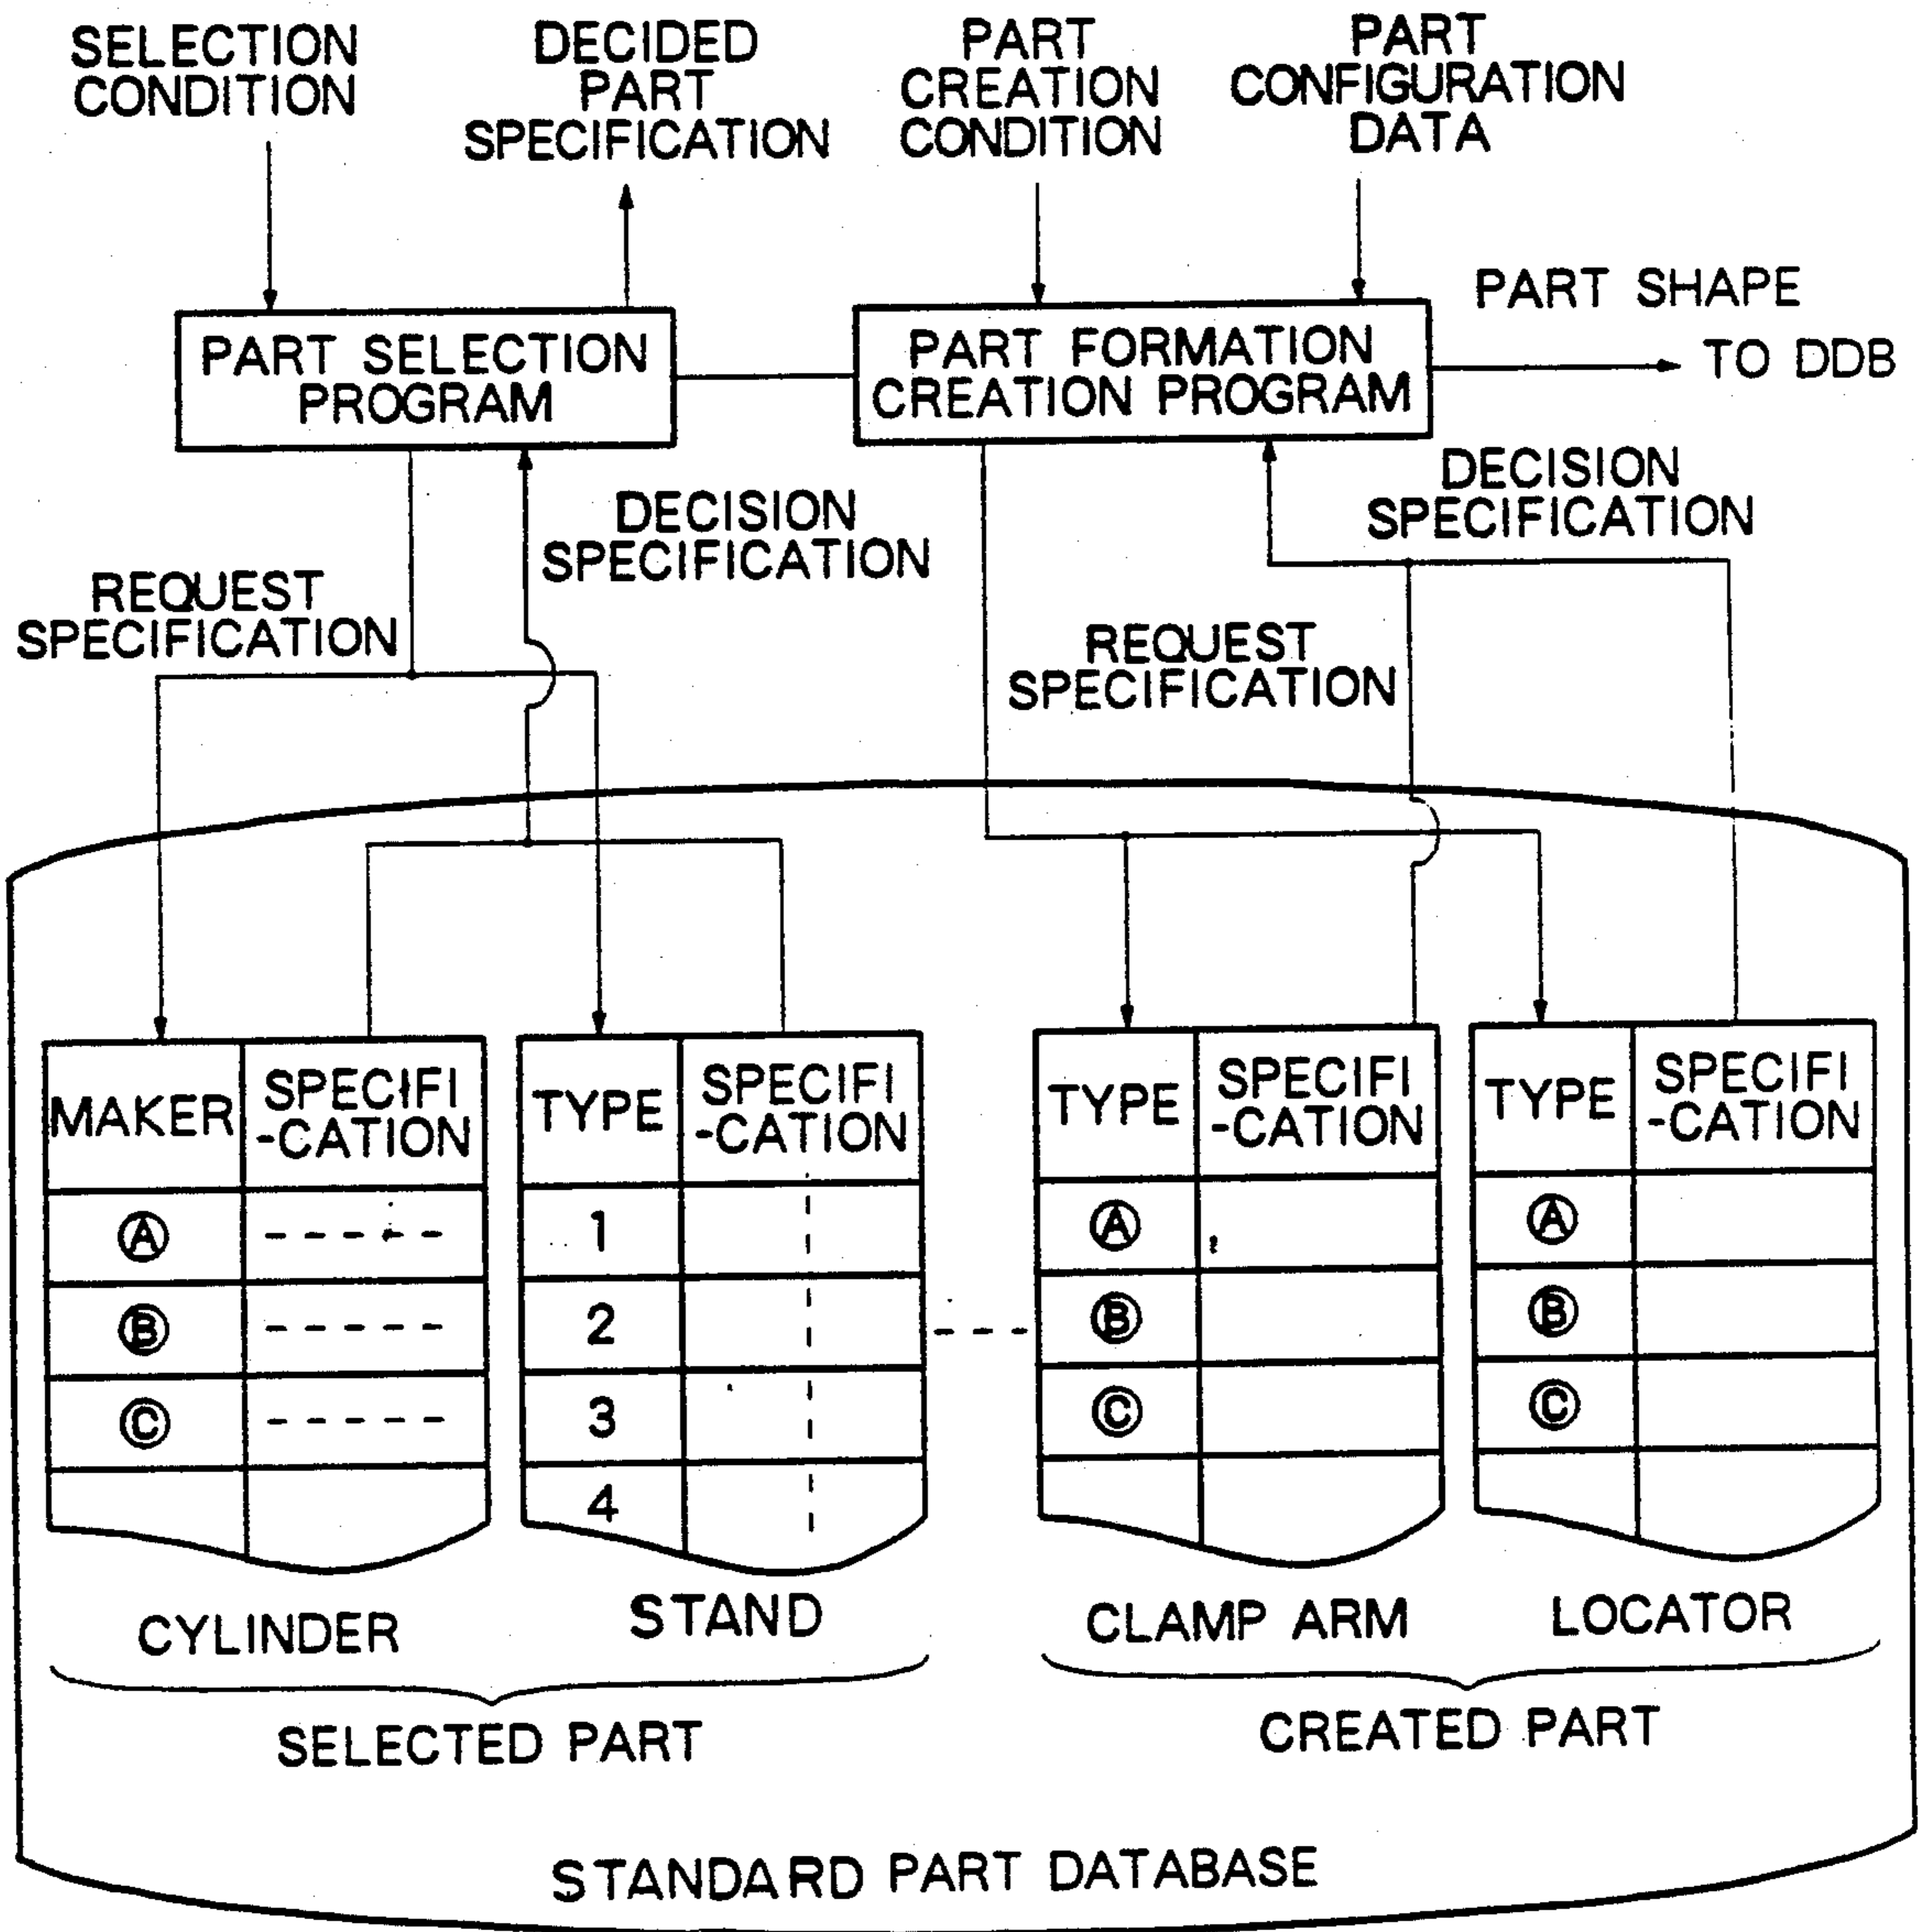 SELECTION
CONDITION
DECIDED
PART
SPECIFICATION
PART
CREATION
CONDITION
PART
CONFIGURATION
DATA
PART SELECTION
PROGRAM
PART FORMATION
CREATION PROGRAM
PART SHAPE
TO DDB
REQUEST
SPECIFICATION
DECISION
SPECIFICATION
REQUEST
SPECIFICATION
DECISION
SPECIFICATION
MAKER
SPECIFI
-CATION
Ⓐ
Ⓑ
Ⓒ
CYLINDER
TYPE
SPECIFI
-CATION
1
2
3
4
STAND
SELECTED PART
TYPE
SPECIFI
-CATION
Ⓐ
Ⓑ
Ⓒ
CLAMP ARM
TYPE
SPECIFI
-CATION
Ⓐ
Ⓑ
Ⓒ
LOCATOR
CREATED PART
STANDARD PART DATABASE